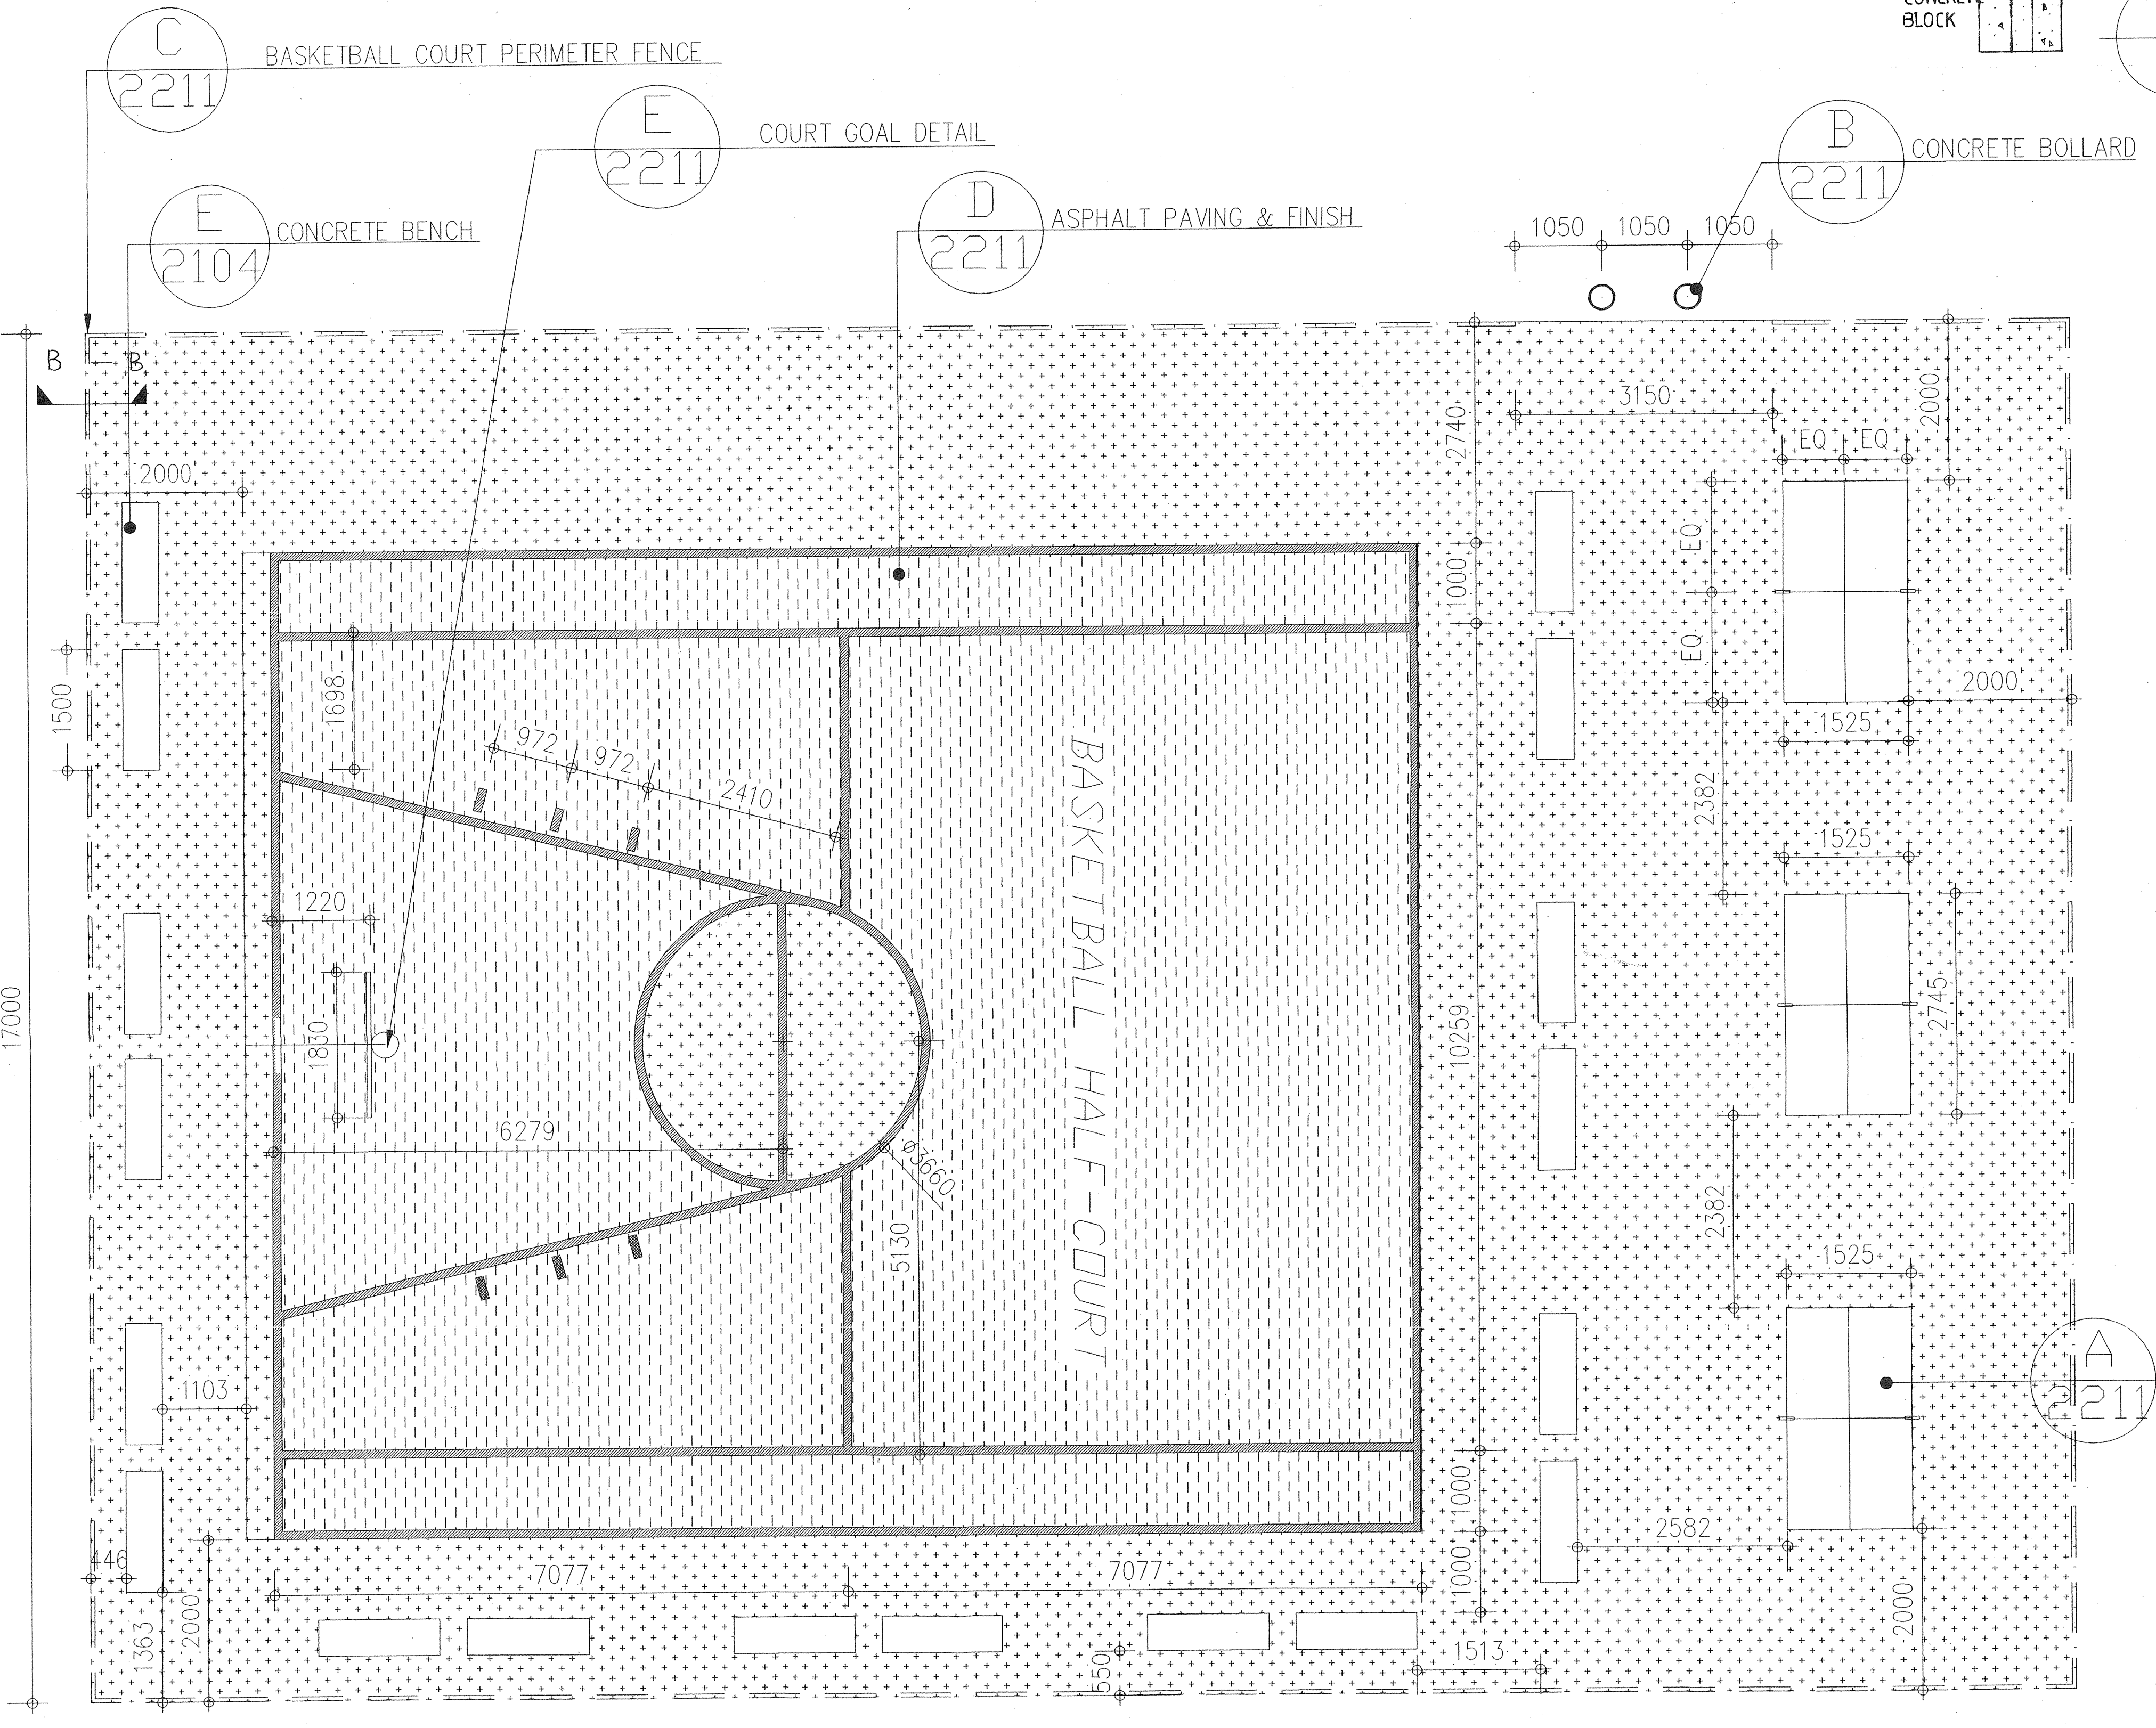 CONCRETE
BLOCK
C
2211
BASKETBALL COURT PERIMETER FENCE
E
2211
COURT GOAL DETAIL
B
2211
CONCRETE BOLLARD
E
2104
CONCRETE BENCH
D
2211
ASPHALT PAVING & FINISH
1050 1050 1050
B B
2000
2740
3150
2000
EQ EQ
EQ
EQ
1000
1500
1698
972 972 2410
2000
1525
2382
1525
1220
1830
17000
6279
Ø3660
5130
BASKETBALL HALF-COURT
10259
2745
2382
1525
A
2211
1103
1000
1000
2582
446
1363
2000
7077 7077
550
1513
2000